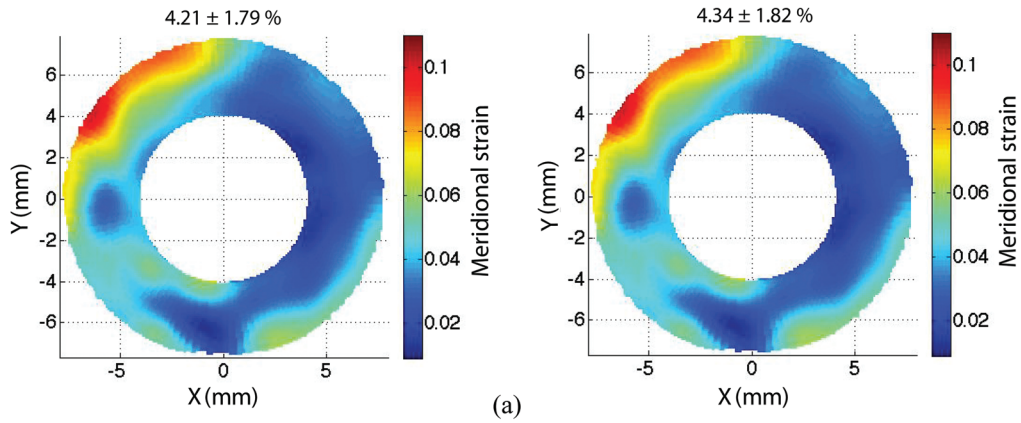 4.21 ± 1.79 %
6
4
2
0
-2
-4
-6
Y (mm)
-5 0 5
X (mm)
0.1
0.08
0.06
0.04
0.02
Meridional strain
4.34 ± 1.82 %
6
4
2
0
-2
-4
-6
Y (mm)
-5 0 5
X (mm)
0.1
0.08
0.06
0.04
0.02
Meridional strain
(a)